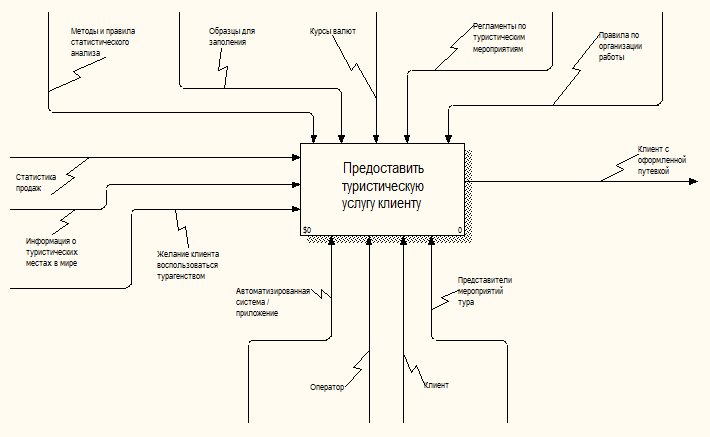 Методы и правила
статистического
анализа
Образцы для
заполения
Курсы валют
Регламенты по
туристическим
мероприятиям
Правила по
организации
работы
Предоставить
туристическую
услугу клиенту
$0
0
Статистика
продаж
Информация о
туристических
местах в мире
Желание клиента
воспользоваться
турагенством
Клиент с
оформленной
путевкой
Автоматизированная
система /
приложение
Оператор
Клиент
Представители
мероприятий
тура